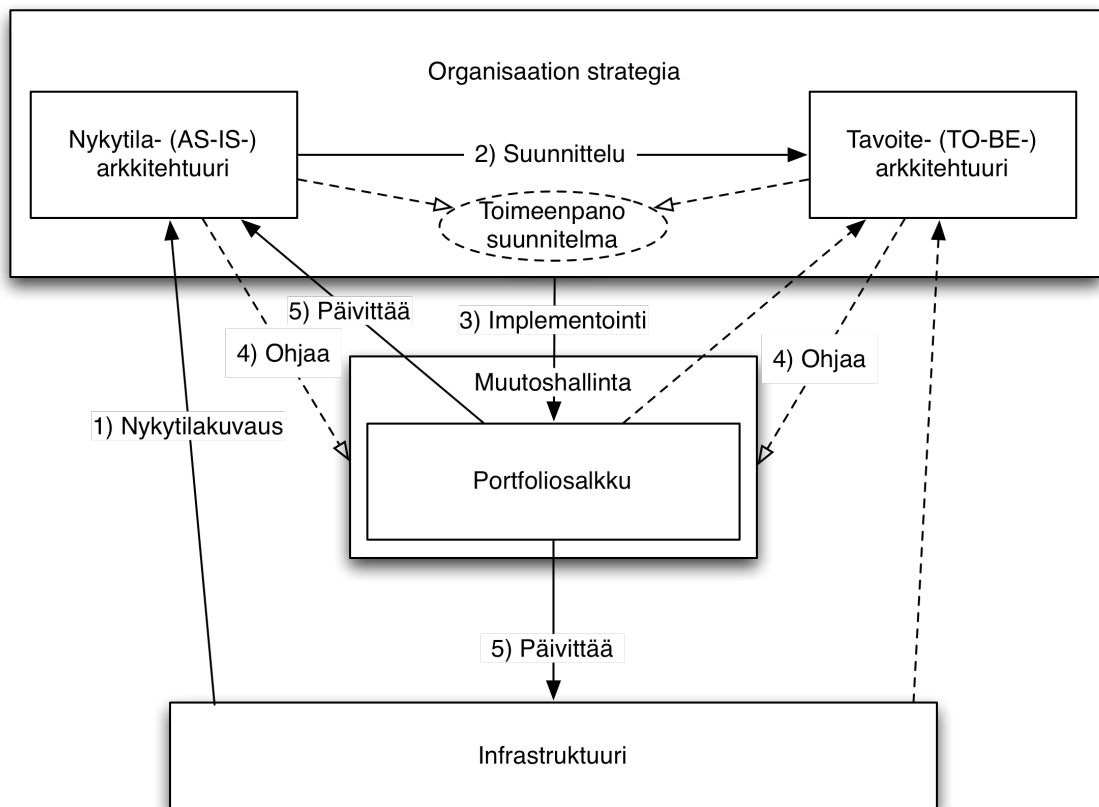 Organisaation strategia
Nykytila- (AS-IS-)
arkkitehtuuri
2) Suunnittelu
Tavoite- (TO-BE-)
arkkitehtuuri
Toimeenpano
suunnitelma
5) Päivittää
3) Implementointi
4) Ohjaa
4) Ohjaa
Muutoshallinta
1) Nykytilakuvaus
Portfoliosalkku
5) Päivittää
Infrastruktuuri